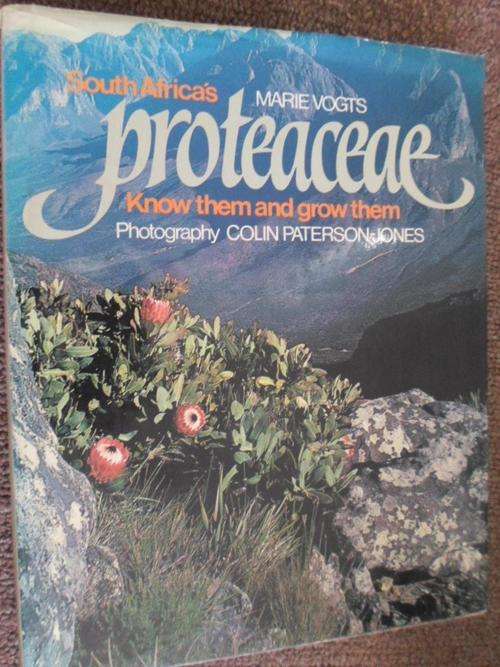 South Africa's
MARIE VOGTS
proteaceae
Know them and grow them
Photography COLIN PATERSON-JONES